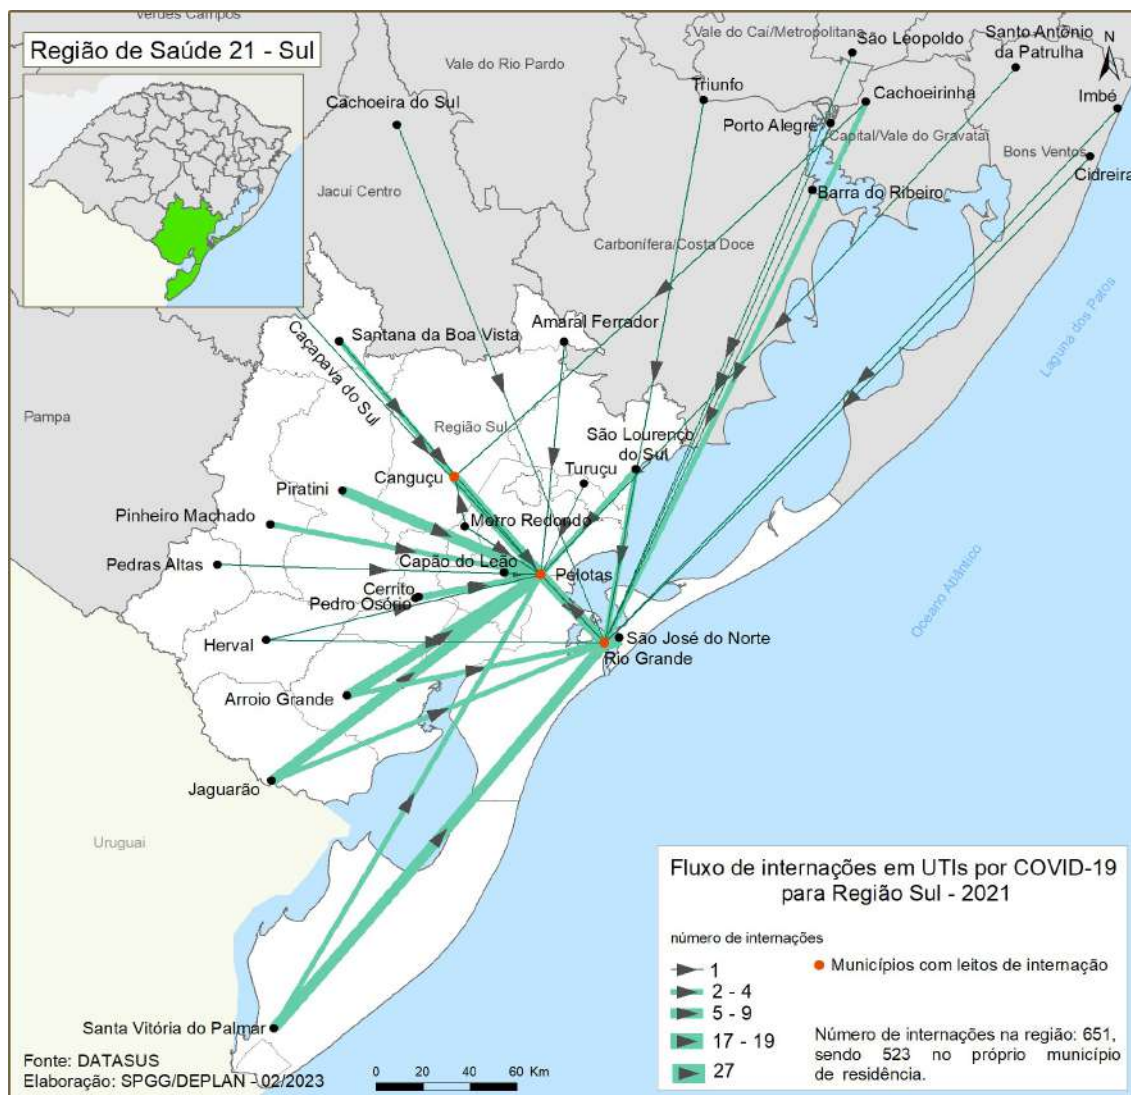 Verdes Campos
Região de Saúde 21 - Sul
Vale do Caí/Metropolitana
São Leopoldo
Santo Antônio
da Patrulha
N
Vale do Rio Pardo
Triunfo
Cachoeirinha
Imbé
Cachoeira do Sul
Porto Alegre
Capital/Vale do Gravataí
Bons Ventos
Cidreira
Jacuí Centro
Barra do Ribeiro
Carbonífera/Costa Doce
Laguna dos Patos
Santana da Boa Vista
Amaral Ferrador
Caçapava do Sul
Pampa
Região Sul
São Lourenço
do Sul
Turuçu
Canguçu
Piratini
Pinheiro Machado
Morro Redondo
Pedras Altas
Capão do Leão
Pelotas
Cerrito
Pedro Osório
Oceano Atlântico
Herval
São José do Norte
Rio Grande
Arroio Grande
Jaguarão
Uruguai
Santa Vitória do Palmar
Fluxo de internações em UTIs por COVID-19
para Região Sul - 2021
número de internações
1
2 - 4
5 - 9
17 - 19
27
Municípios com leitos de internação
Número de internações na região: 651,
sendo 523 no próprio município
de residência.
Fonte: DATASUS
Elaboração: SPGG/DEPLAN - 02/2023
0 20 40 60 Km